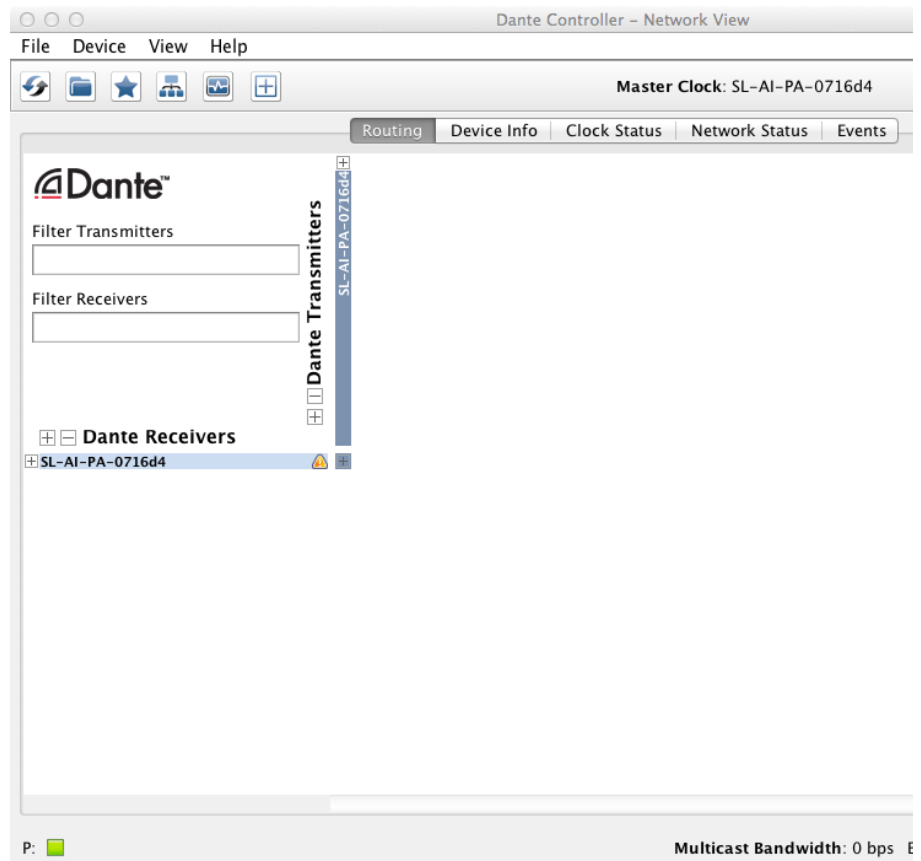 Dante Controller – Network View
File Device View Help
Master Clock: SL-AI-PA-0716d4
Routing Device Info Clock Status Network Status Events
Dante™
Filter Transmitters
Filter Receivers
Dante Transmitters
SL-AI-PA-0716d4
Dante Receivers
SL-AI-PA-0716d4
P:
Multicast Bandwidth: 0 bps